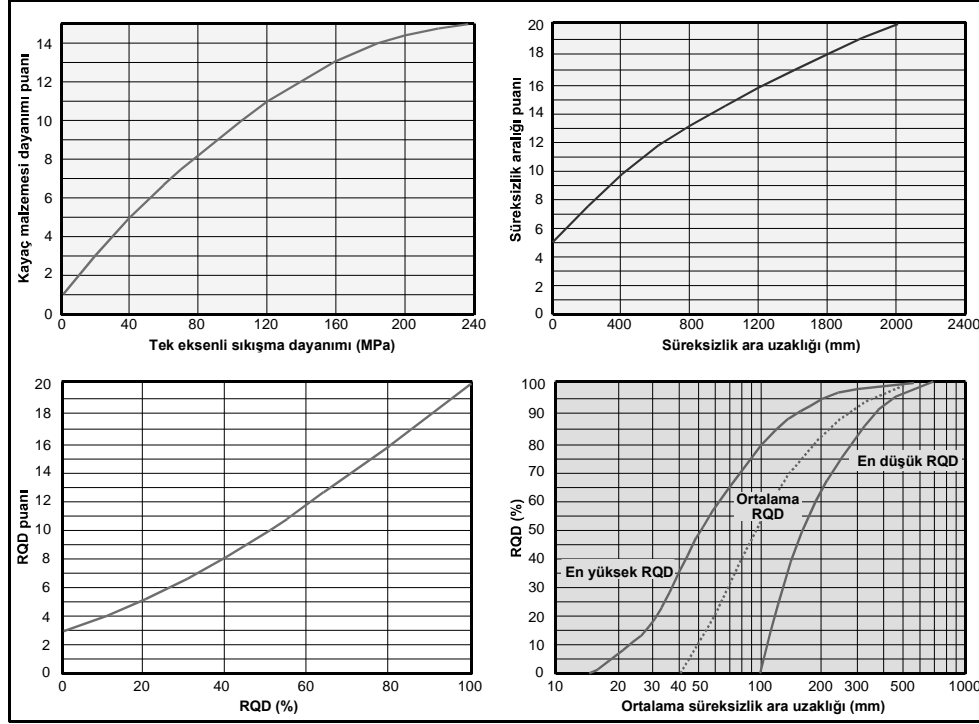 Kayaç malzemesi dayanımı puanı
14
12
10
8
6
4
2
0
0 40 80 120 160 200 240
Tek eksenli sıkışma dayanımı (MPa)
Süreksizlik aralığı puanı
20
18
16
14
12
10
8
6
4
2
0
0 400 800 1200 1600 1800 2000 2400
Süreksizlik ara uzaklığı (mm)
RQD puanı
20
18
16
14
12
10
8
6
4
2
0
0 20 40 60 80 100
RQD (%)
RQD (%)
100
90
80
70
60
50
40
30
20
10
0
En düşük RQD
Ortalama
RQD
En yüksek RQD
10 20 30 40 50 100 200 300 500 1000
Ortalama süreksizlik ara uzaklığı (mm)